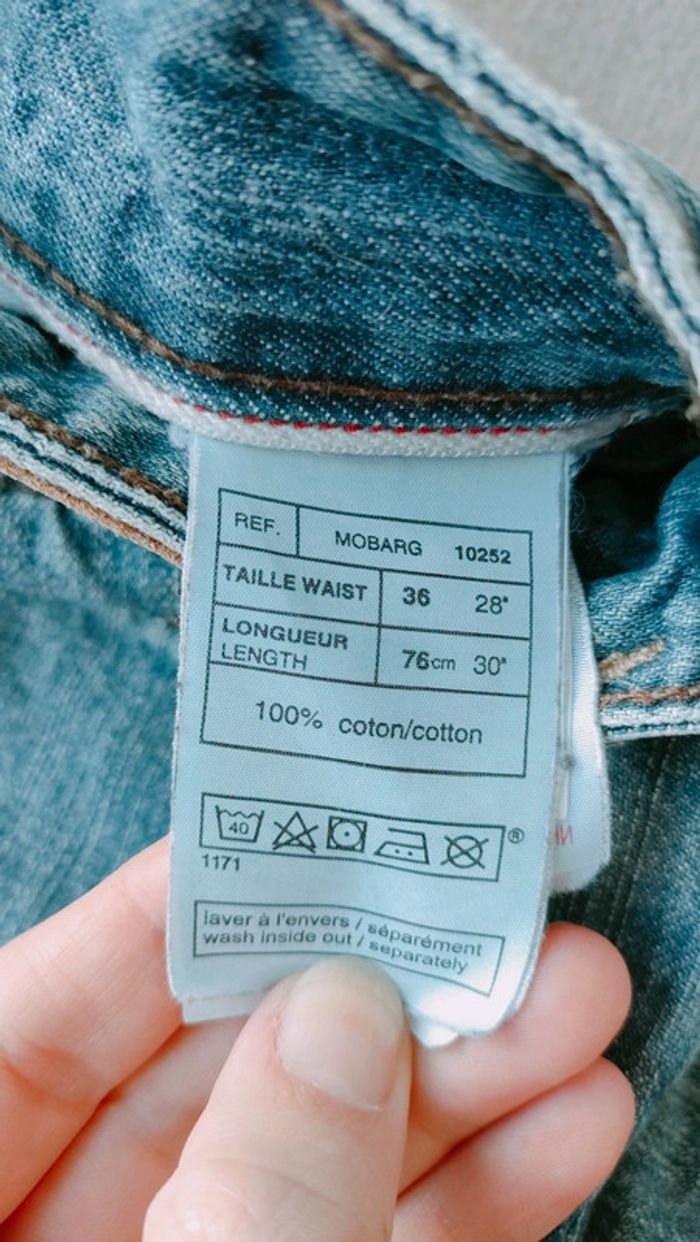 REF. MOBARG 10252
TAILLE WAIST 36 28"
LONGUEUR
LENGTH 76cm 30"
100% coton/cotton
40 ®
1171
laver à l'envers / séparément
wash inside out / separately